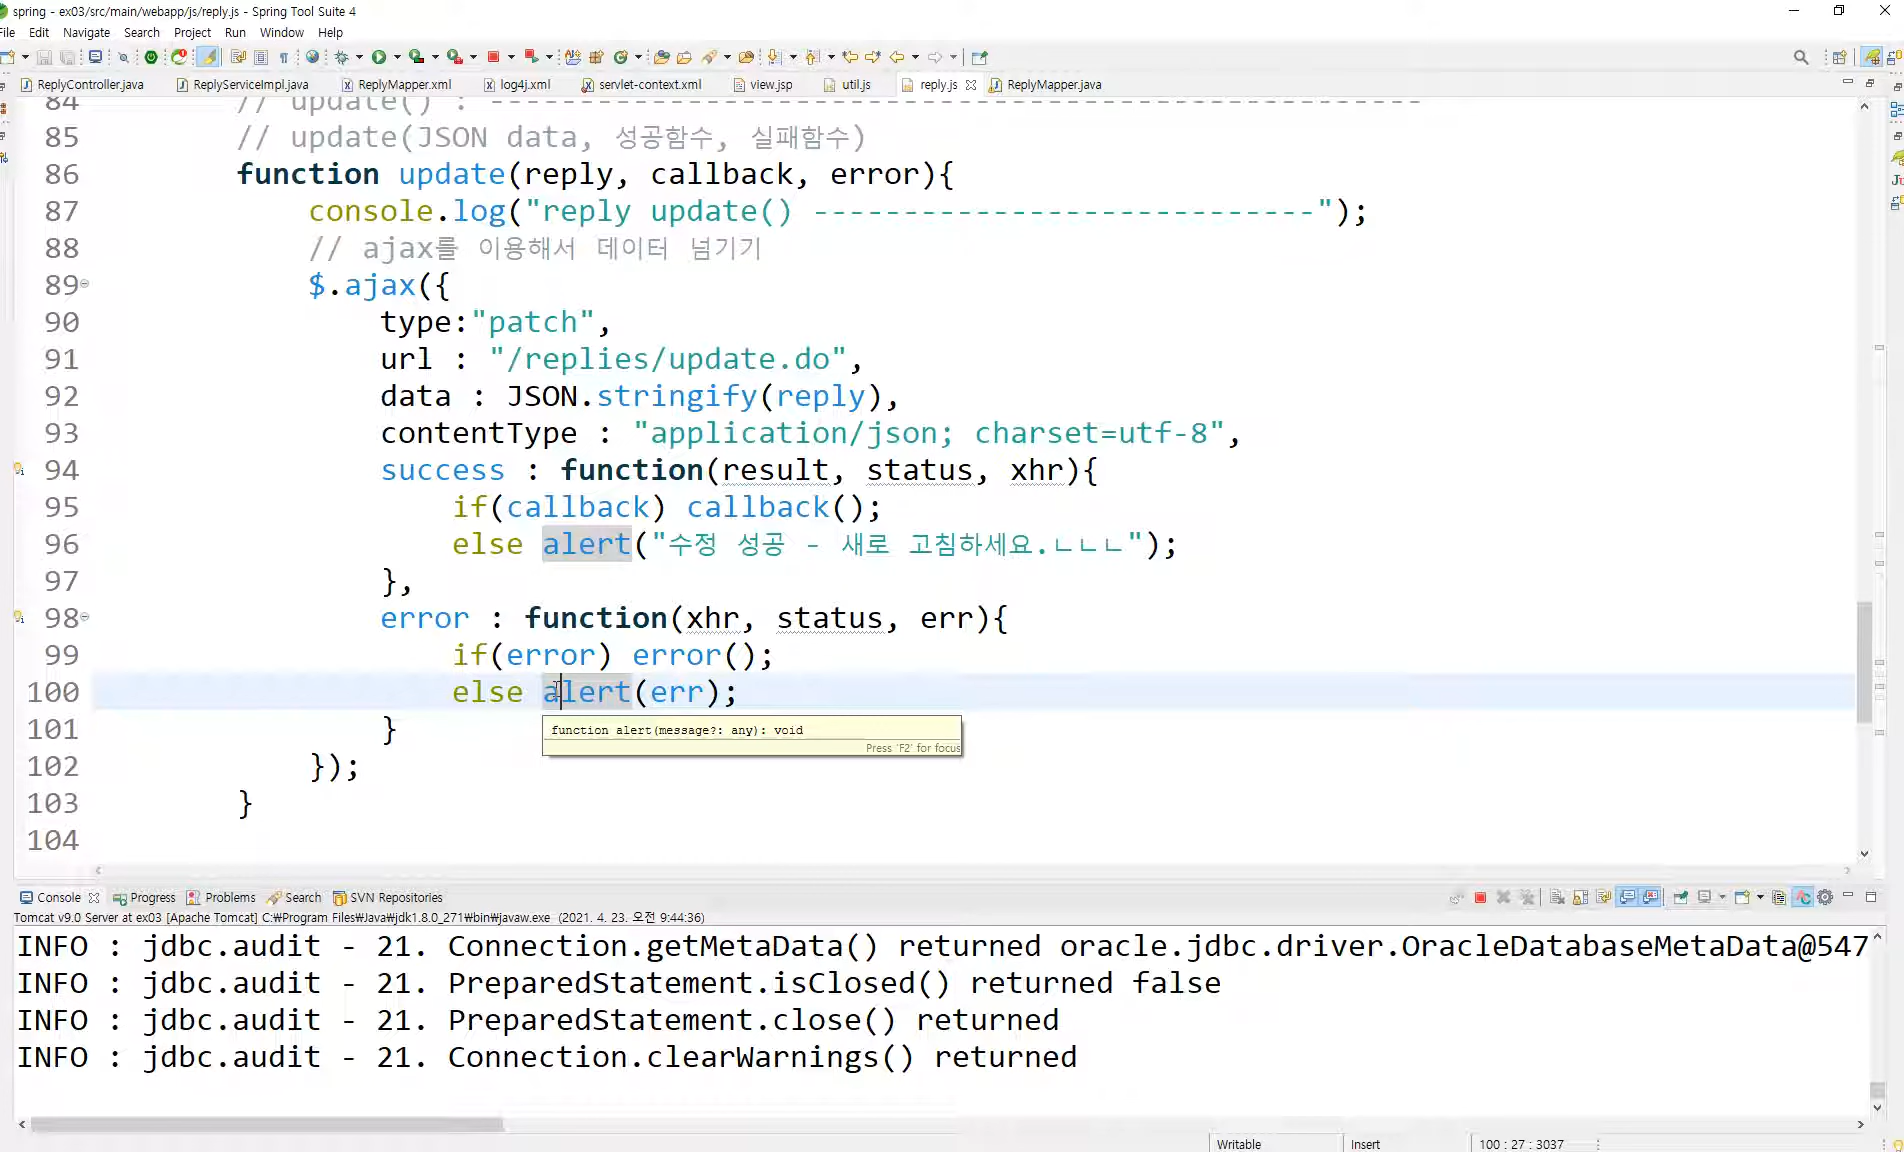 spring - ex03/src/main/webapp/js/reply.js - Spring Tool Suite 4
File Edit Navigate Search Project Run Window Help
ReplyController.java ReplyServiceImpl.java ReplyMapper.xml log4j.xml servlet-context.xml view.jsp util.js reply.js ReplyMapper.java
84 // update() : ----------------------------------------------------
85 // update(JSON data, 성공함수, 실패함수)
86 function update(reply, callback, error){
87 console.log("reply update() ----------------------------");
88 // ajax를 이용해서 데이터 넘기기
89 $.ajax({
90 type:"patch",
91 url : "/replies/update.do",
92 data : JSON.stringify(reply),
93 contentType : "application/json; charset=utf-8",
94 success : function(result, status, xhr){
95 if(callback) callback();
96 else alert("수정 성공 - 새로 고침하세요.ㄴㄴㄴ");
97 },
98 error : function(xhr, status, err){
99 if(error) error();
100 else alert(err);
function alert(message?: any): void
Press 'F2' for focus
101 }
102 });
103 }
104
Console Progress Problems Search SVN Repositories
Tomcat v9.0 Server at ex03 [Apache Tomcat] C:₩Program Files₩Java₩jdk1.8.0_271₩bin₩javaw.exe (2021. 4. 23. 오전 9:44:36)
INFO : jdbc.audit - 21. Connection.getMetaData() returned oracle.jdbc.driver.OracleDatabaseMetaData@547
INFO : jdbc.audit - 21. PreparedStatement.isClosed() returned false
INFO : jdbc.audit - 21. PreparedStatement.close() returned
INFO : jdbc.audit - 21. Connection.clearWarnings() returned
Writable Insert 100 : 27 : 3037